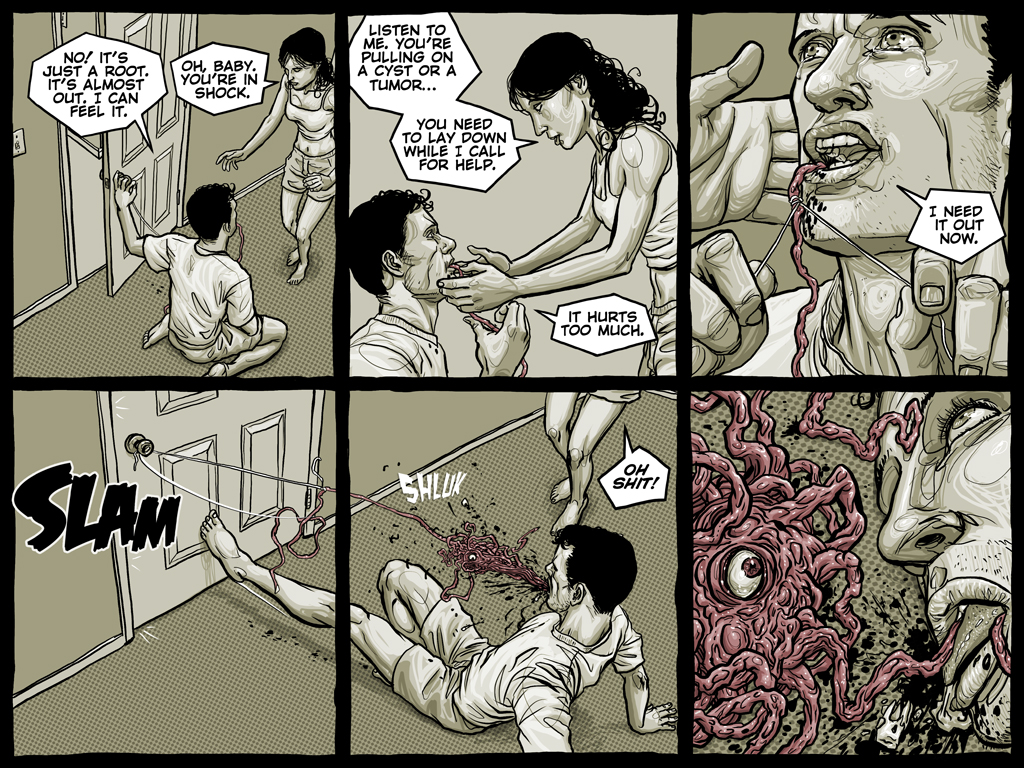 NO! IT'S
JUST A ROOT.
IT'S ALMOST
OUT. I CAN
FEEL IT.
OH, BABY.
YOU'RE IN
SHOCK.
LISTEN TO
ME. YOU'RE
PULLING ON
A CYST OR A
TUMOR...
YOU NEED
TO LAY DOWN
WHILE I CALL
FOR HELP.
IT HURTS
TOO MUCH.
I NEED
IT OUT
NOW.
SLAM
SHLUK
OH
SHIT!